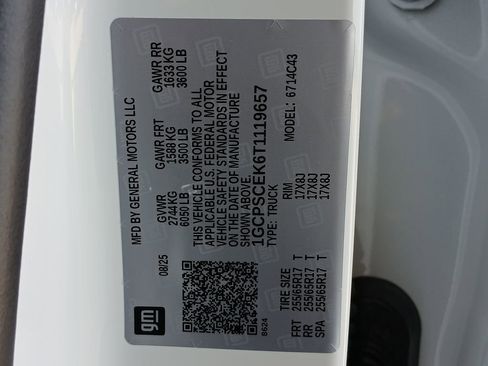 MFD BY GENERAL MOTORS LLC
08/25
GVWR
2744 KG
6050 LB
GAWR FRT
1588 KG
3500 LB
GAWR RR
1633 KG
3600 LB
THIS VEHICLE CONFORMS TO ALL
APPLICABLE U.S. FEDERAL MOTOR
VEHICLE SAFETY STANDARDS IN EFFECT
ON THE DATE OF MANUFACTURE
SHOWN ABOVE.
1GCPSCEK6T1119657
TYPE: TRUCK
MODEL: 6714C43
gm
8624
TIRE SIZE RIM
FRT 255/65R17 T 17X8J
RR 255/65R17 T 17X8J
SPA 255/65R17 T 17X8J